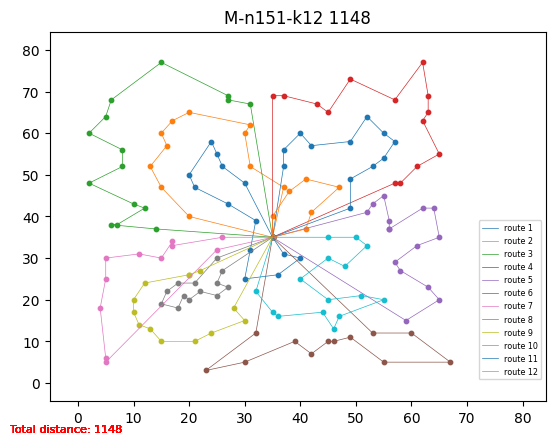 M-n151-k12 1148
80
70
60
50
40
30
20
10
0
0 10 20 30 40 50 60 70 80
route 1
route 2
route 3
route 4
route 5
route 6
route 7
route 8
route 9
route 10
route 11
route 12
Total distance: 1148